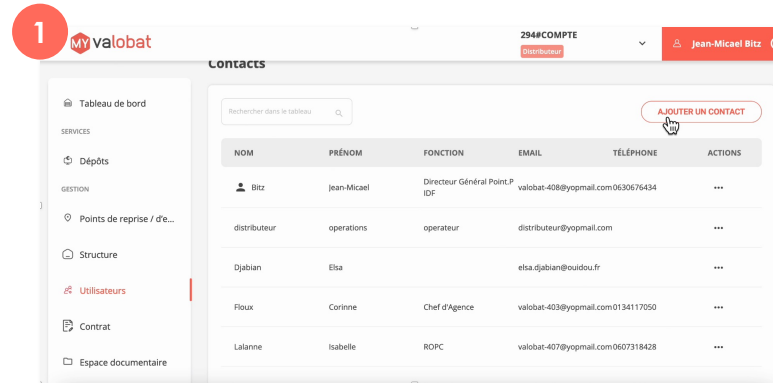 1
MY valobat
294#COMPTE
Distributeur
Jean-Micael Bitz
Contacts
Tableau de bord
SERVICES
Dépôts
GESTION
Points de reprise / d'e...
Structure
Utilisateurs
Contrat
Espace documentaire
Rechercher dans le tableau
AJOUTER UN CONTACT
NOM PRÉNOM FONCTION EMAIL TÉLÉPHONE ACTIONS
Bitz Jean-Micael Directeur Général Point.P IDF valobat-408@yopmail.com 0630676434 •••
distributeur operations operateur distributeur@yopmail.com •••
Djabian Elsa elsa.djabian@ouidou.fr •••
Floux Corinne Chef d'Agence valobat-403@yopmail.com 0134117050 •••
Lalanne Isabelle ROPC valobat-407@yopmail.com 0607318428 •••